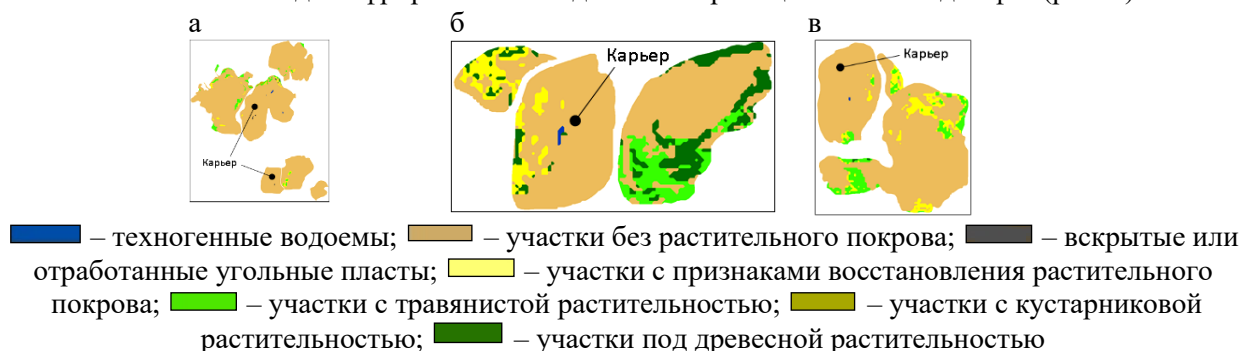 а
б
в
Карьер
Карьер
Карьер
Карьер
– техногенные водоемы; – участки без растительного покрова; – вскрытые или
отработанные угольные пласты; – участки с признаками восстановления растительного
покрова; – участки с травянистой растительностью; – участки с кустарниковой
растительностью; – участки под древесной растительностью